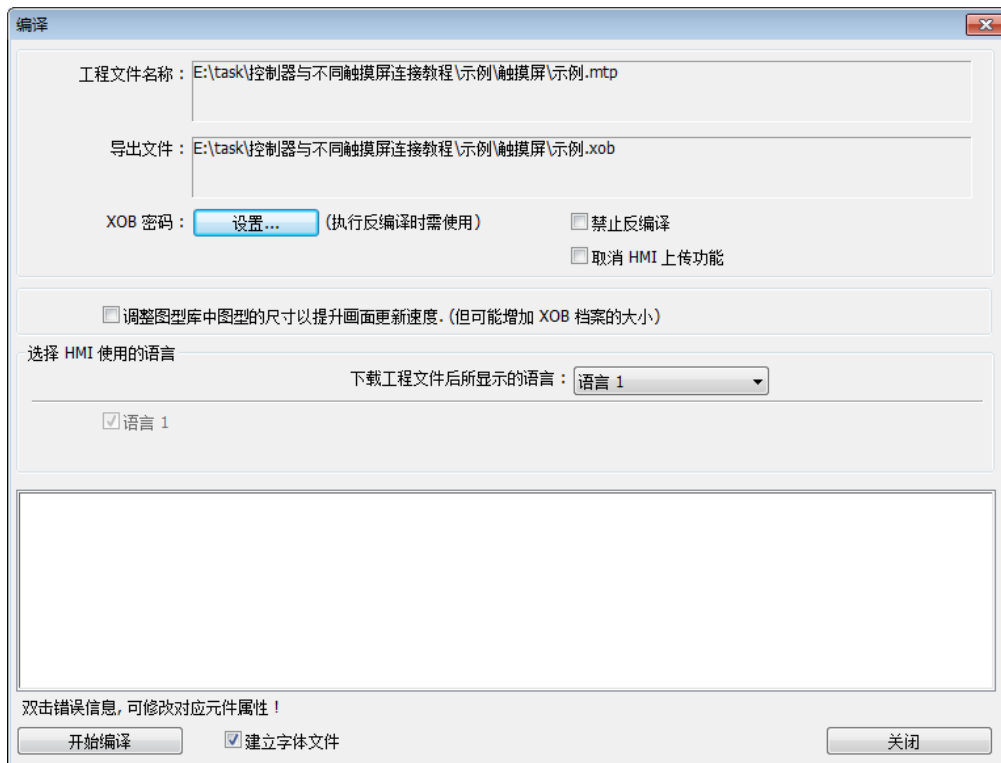 编译
工程文件名称 : E:\task\控制器与不同触摸屏连接教程\示例\触摸屏\示例.mtp
导出文件 : E:\task\控制器与不同触摸屏连接教程\示例\触摸屏\示例.xob
XOB 密码 : 设置... (执行反编译时需使用) 禁止反编译
取消 HMI 上传功能
调整图型库中图型的尺寸以提升画面更新速度. (但可能增加 XOB 档案的大小)
选择 HMI 使用的语言
下载工程文件后所显示的语言 : 语言 1
语言 1
双击错误信息, 可修改对应元件属性 !
开始编译 建立字体文件 关闭